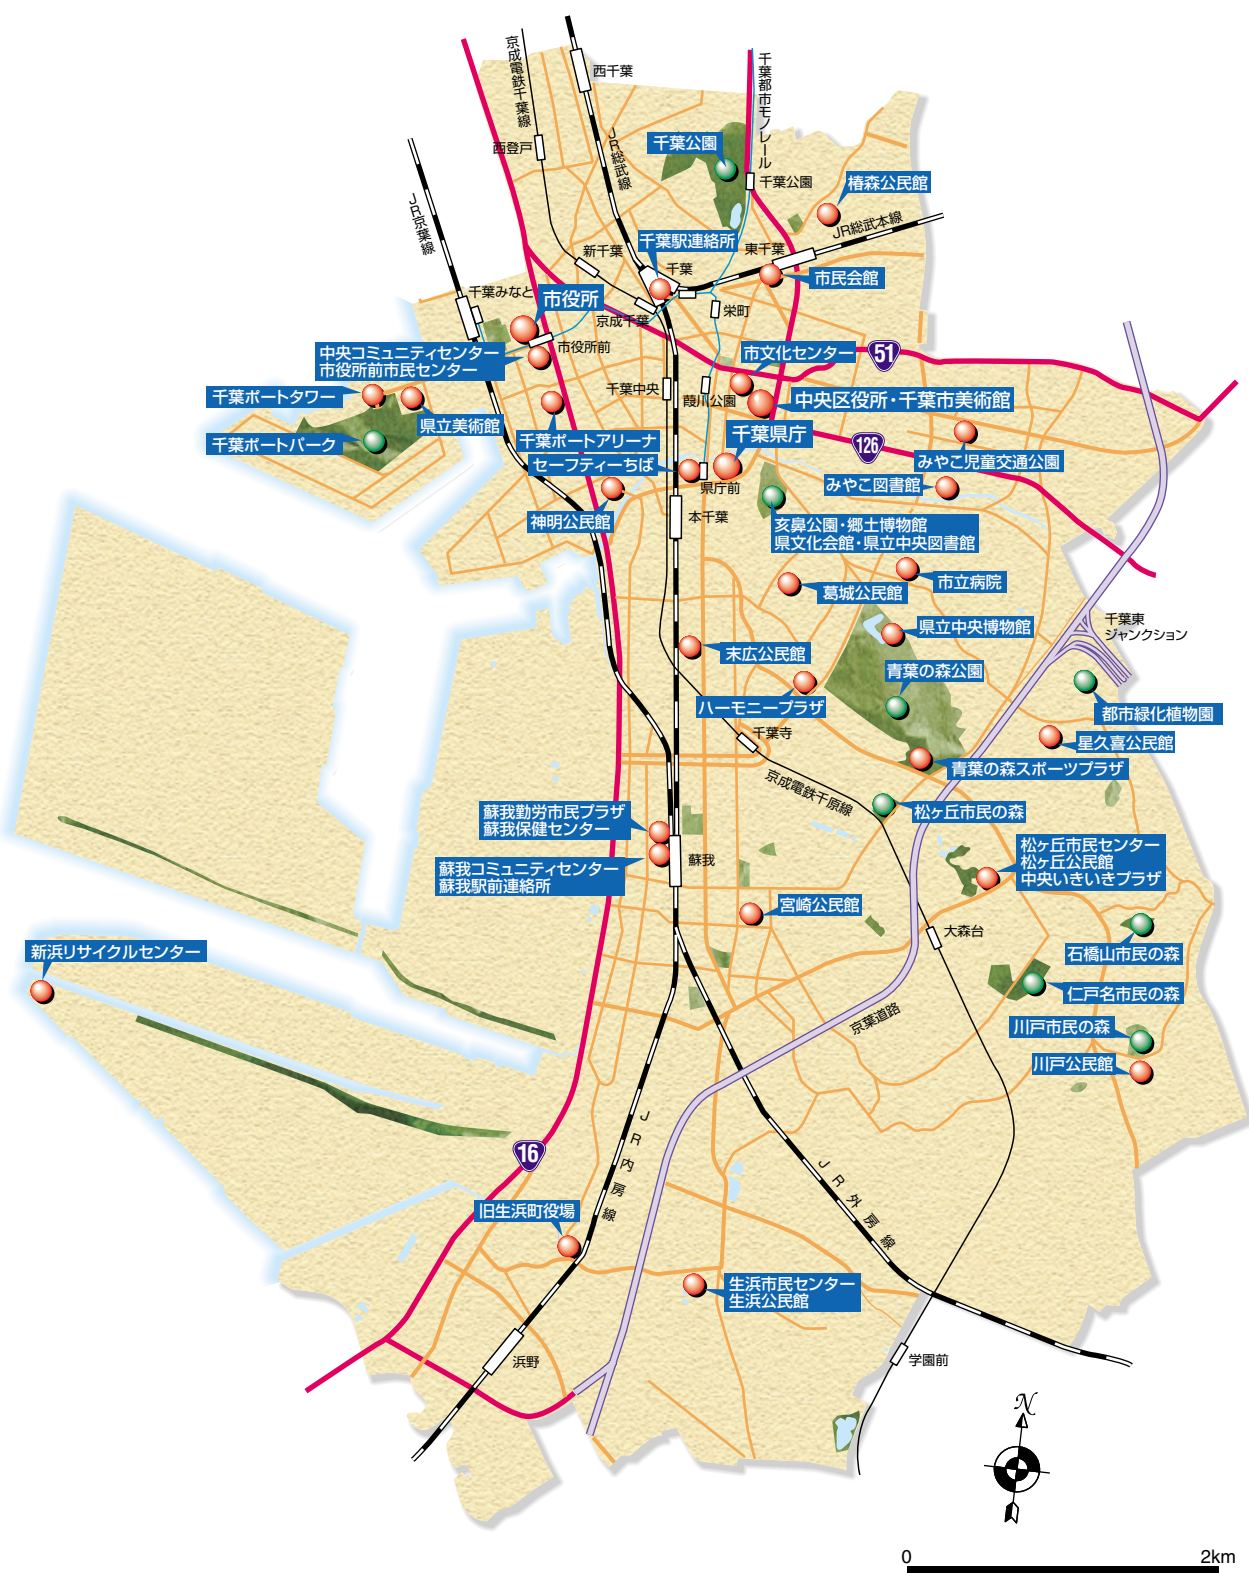 京成電鉄千葉線
西千葉
千葉都市モノレール
西登戸
JR総武線
千葉公園
千葉公園
椿森公民館
JR京葉線
JR総武本線
千葉駅連絡所
東千葉
新千葉
千葉
市民会館
千葉みなと
市役所
京成千葉
栄町
市役所前
中央コミュニティセンター
市役所前市民センター
市文化センター
51
千葉ポートタワー
千葉中央
葭川公園
中央区役所・千葉市美術館
県立美術館
千葉ポートパーク
千葉ポートアリーナ
千葉県庁
126
セーフティーちば
みやこ児童交通公園
県庁前
みやこ図書館
神明公民館
本千葉
亥鼻公園・郷土博物館
県文化会館・県立中央図書館
市立病院
葛城公民館
千葉東
ジャンクション
県立中央博物館
末広公民館
青葉の森公園
ハーモニープラザ
都市緑化植物園
千葉寺
星久喜公民館
青葉の森スポーツプラザ
京成電鉄千原線
蘇我勤労市民プラザ
蘇我保健センター
松ヶ丘市民の森
蘇我コミュニティセンター
蘇我駅前連絡所
蘇我
松ヶ丘市民センター
松ヶ丘公民館
中央いきいきプラザ
宮崎公民館
大森台
新浜リサイクルセンター
石橋山市民の森
仁戸名市民の森
京葉道路
川戸市民の森
川戸公民館
JR内房線
16
JR外房線
旧生浜町役場
生浜市民センター
生浜公民館
浜野
学園前
N
0
2km